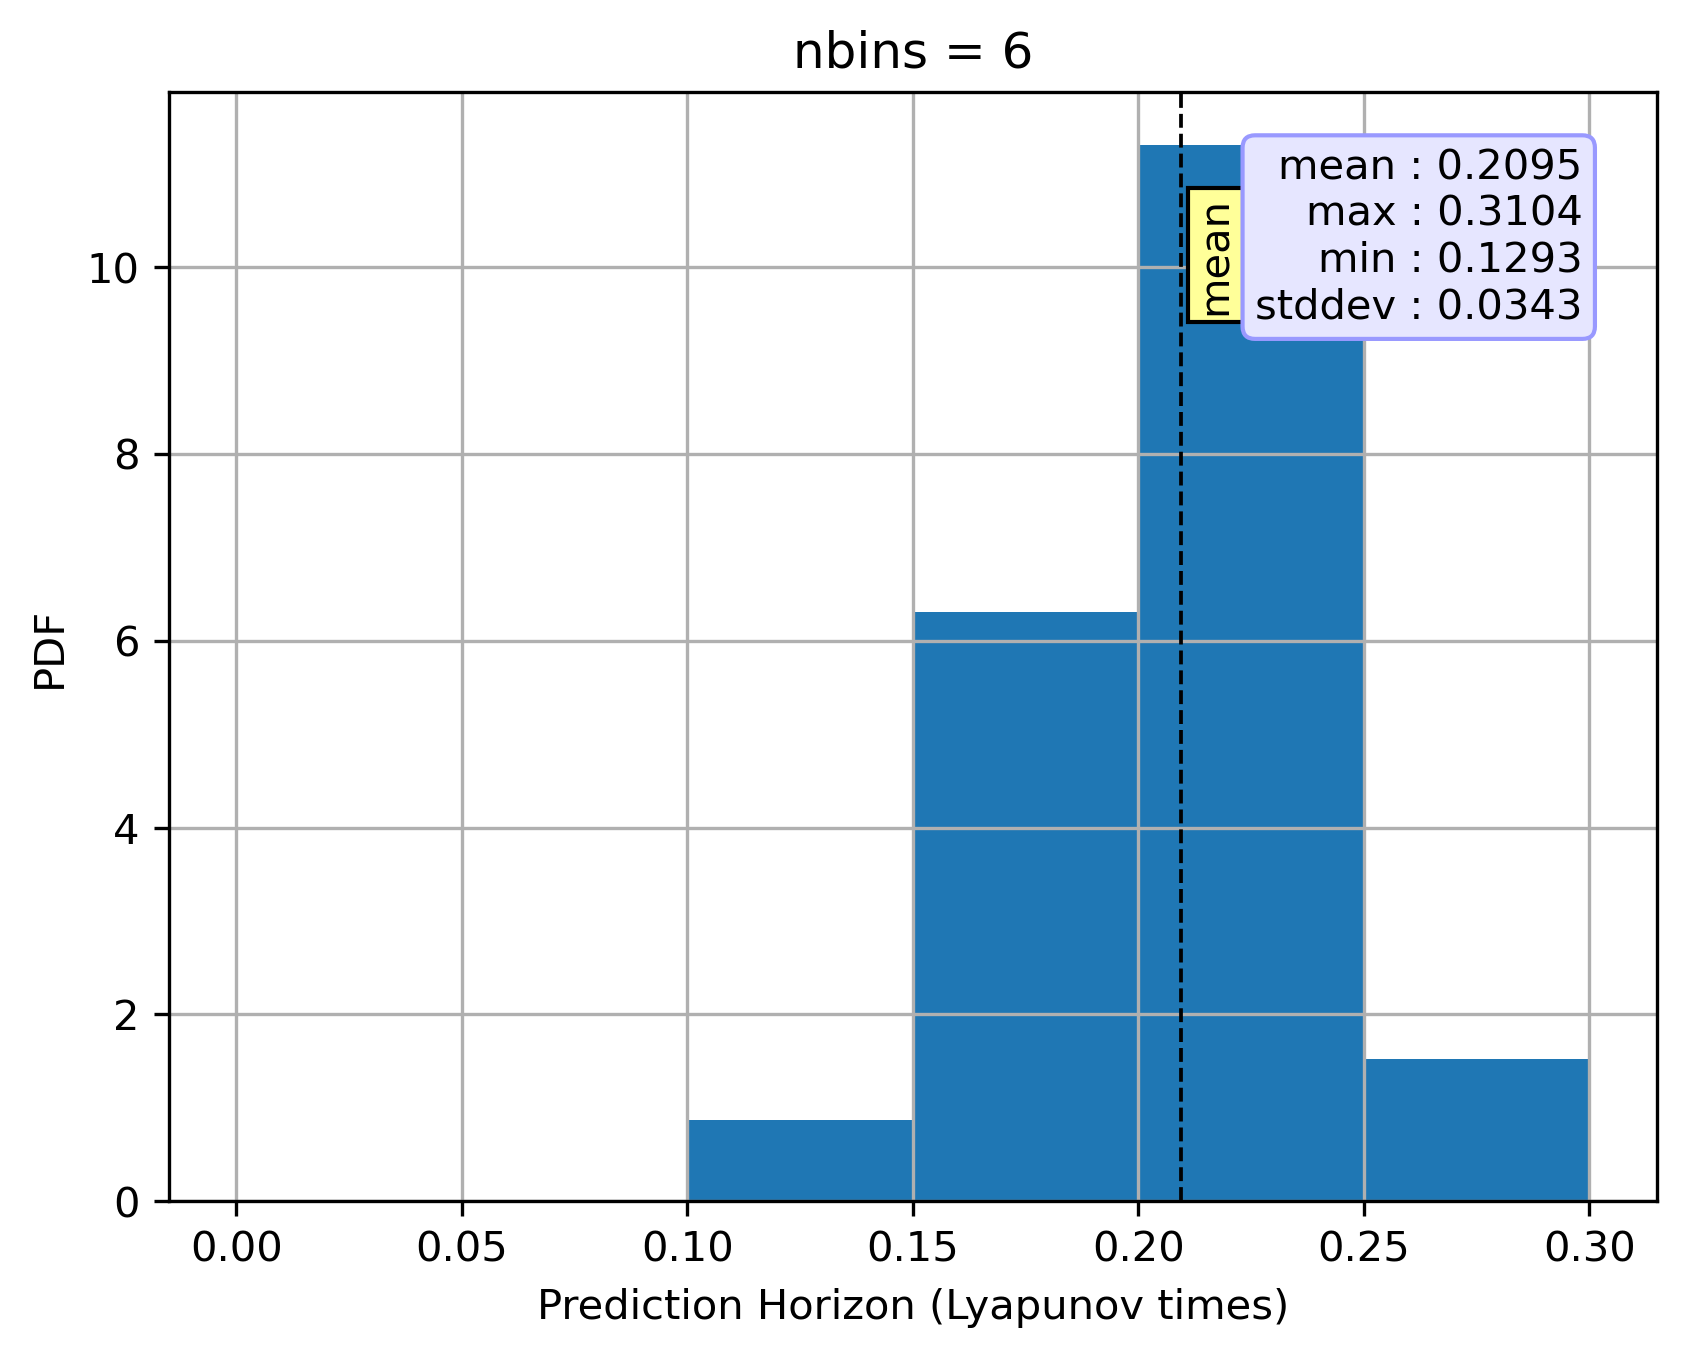 nbins = 6
mean : 0.2095
max : 0.3104
min : 0.1293
stddev : 0.0343
mean
10
8
6
4
2
0
PDF
0.00 0.05 0.10 0.15 0.20 0.25 0.30
Prediction Horizon (Lyapunov times)